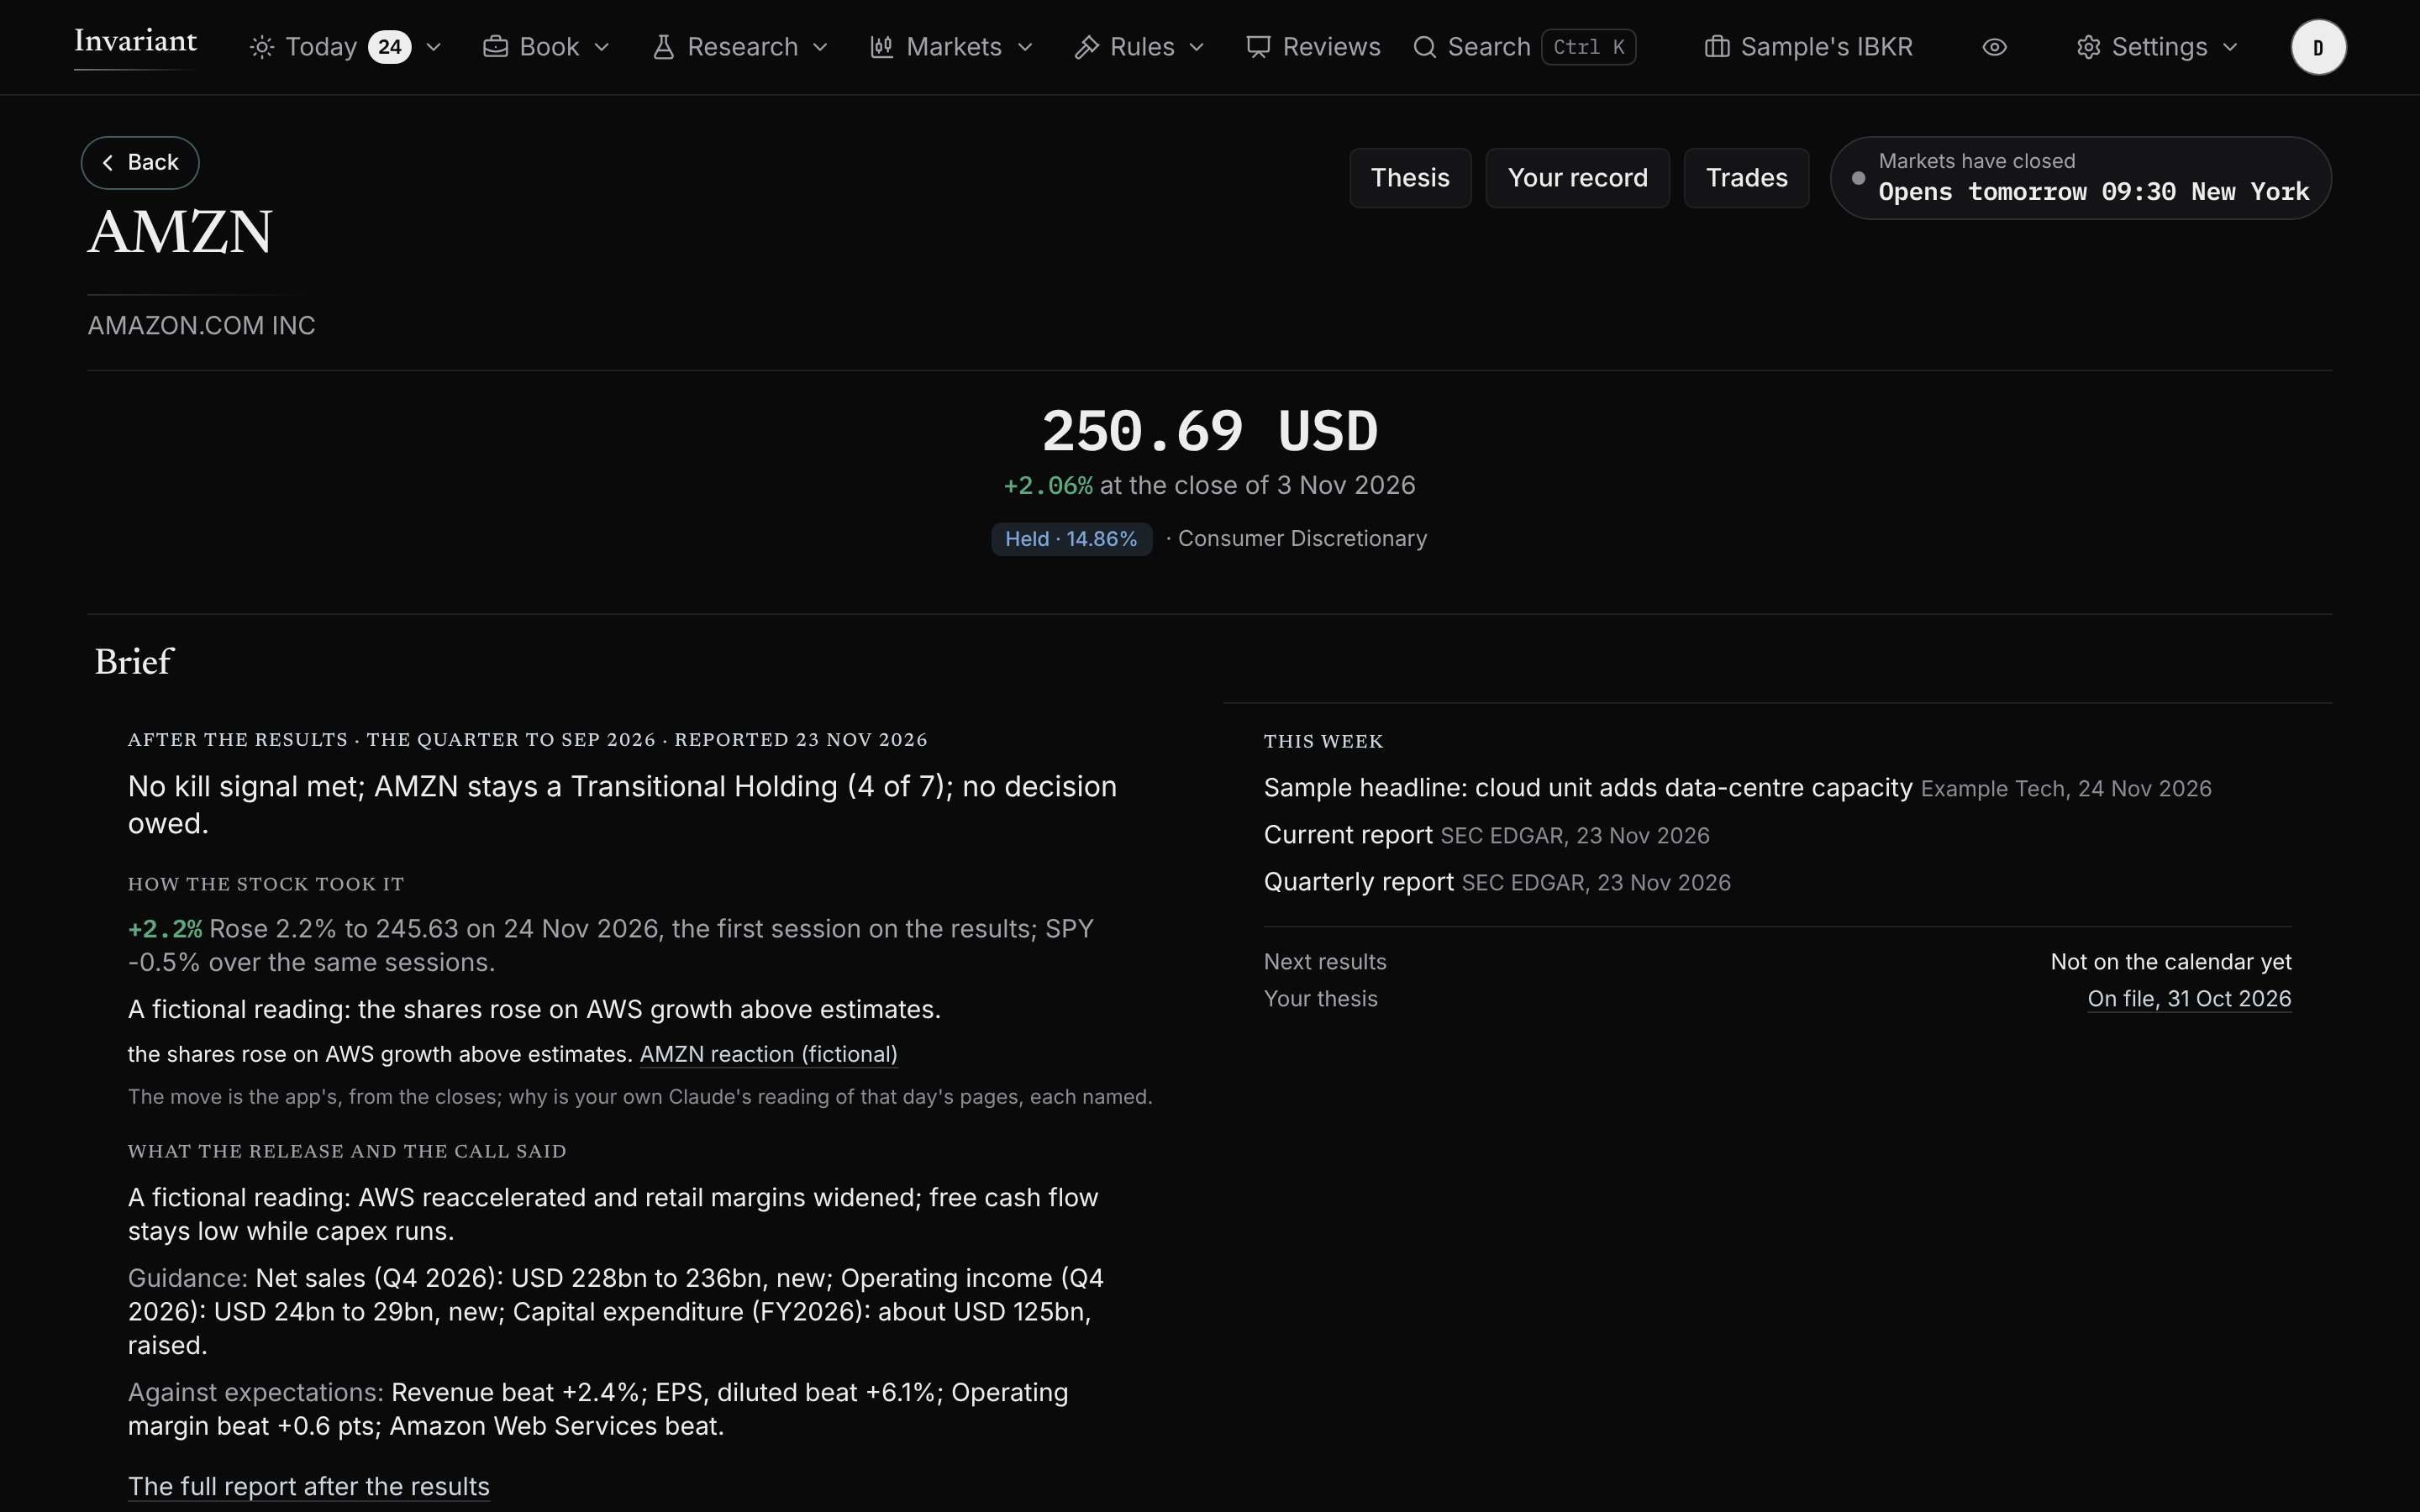 Invariant
Today 24
Book
Research
Markets
Rules
Reviews
Search Ctrl K
Sample's IBKR
Settings
D
Back
AMZN
Thesis
Your record
Trades
Markets have closed
Opens tomorrow 09:30 New York
AMAZON.COM INC
250.69 USD
+2.06% at the close of 3 Nov 2026
Held · 14.86% · Consumer Discretionary
Brief
AFTER THE RESULTS · THE QUARTER TO SEP 2026 · REPORTED 23 NOV 2026
No kill signal met; AMZN stays a Transitional Holding (4 of 7); no decision
owed.
HOW THE STOCK TOOK IT
+2.2% Rose 2.2% to 245.63 on 24 Nov 2026, the first session on the results; SPY
-0.5% over the same sessions.
A fictional reading: the shares rose on AWS growth above estimates.
the shares rose on AWS growth above estimates. AMZN reaction (fictional)
The move is the app's, from the closes; why is your own Claude's reading of that day's pages, each named.
WHAT THE RELEASE AND THE CALL SAID
A fictional reading: AWS reaccelerated and retail margins widened; free cash flow
stays low while capex runs.
Guidance: Net sales (Q4 2026): USD 228bn to 236bn, new; Operating income (Q4
2026): USD 24bn to 29bn, new; Capital expenditure (FY2026): about USD 125bn,
raised.
Against expectations: Revenue beat +2.4%; EPS, diluted beat +6.1%; Operating
margin beat +0.6 pts; Amazon Web Services beat.
The full report after the results
THIS WEEK
Sample headline: cloud unit adds data-centre capacity Example Tech, 24 Nov 2026
Current report SEC EDGAR, 23 Nov 2026
Quarterly report SEC EDGAR, 23 Nov 2026
Next results Not on the calendar yet
Your thesis On file, 31 Oct 2026